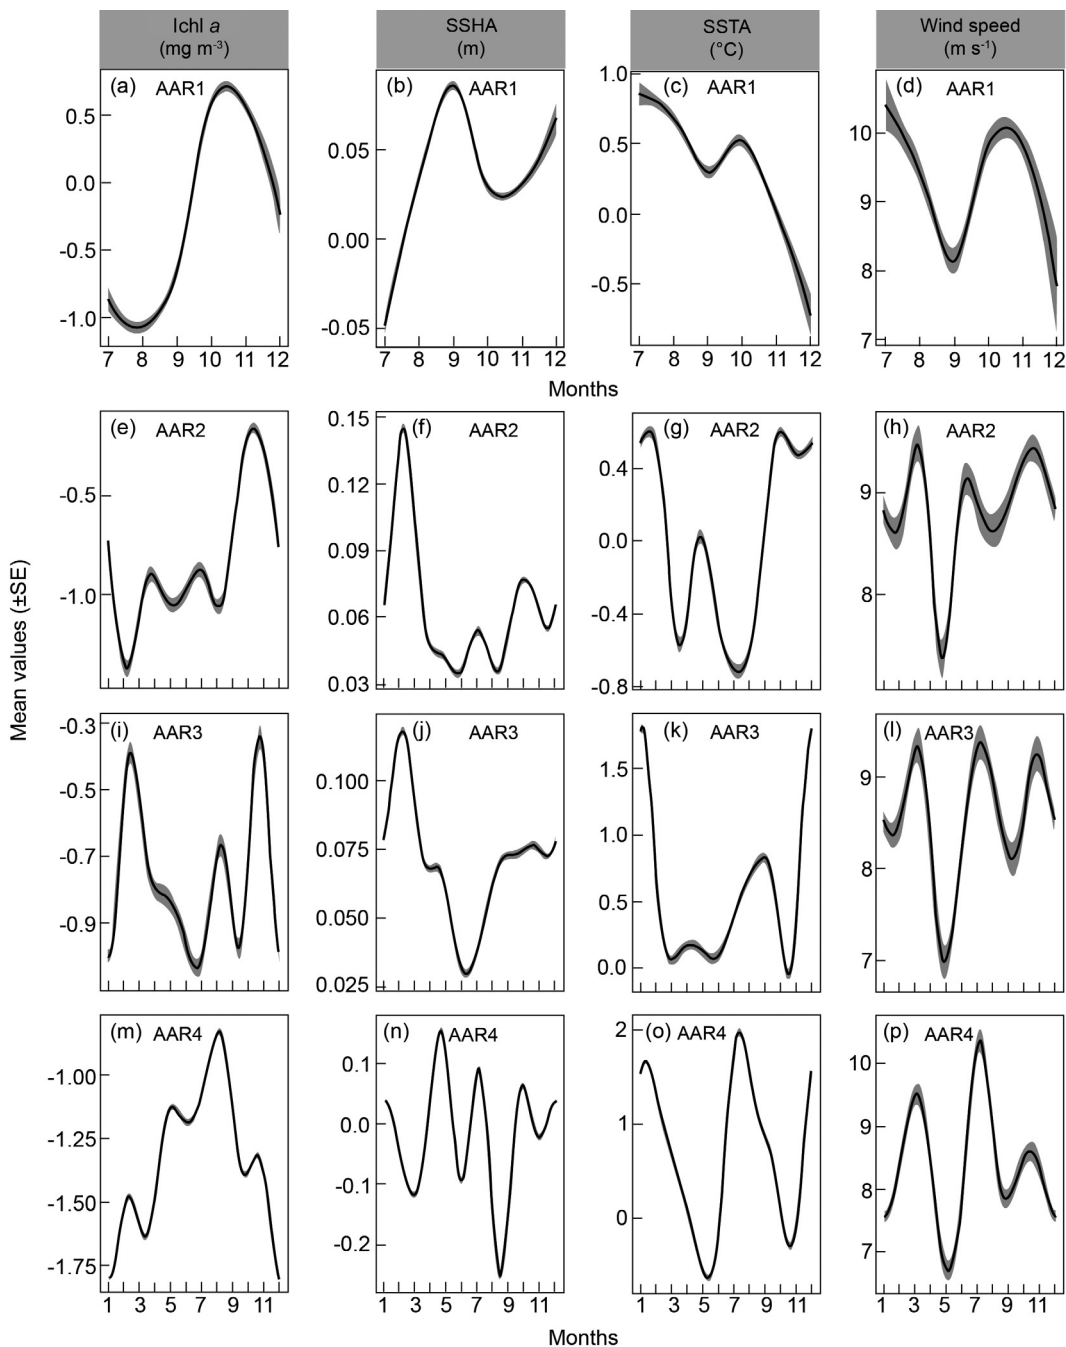 Ichl a SSHA SSTA Wind speed
(mg m-3) (m) (°C) (m s-1)
(a) AAR1 (b) AAR1 (c) AAR1 (d) AAR1
0.5 0.0 -0.5 -1.0
0.05 0.00 -0.05
1.0 0.5 0.0 -0.5
10 9 8 7
7 8 9 10 11 12 7 8 9 10 11 12 7 8 9 10 11 12 7 8 9 10 11 12
Months
Mean values (±SE)
(e) AAR2 (f) AAR2 (g) AAR2 (h) AAR2
-0.5 -1.0
0.15 0.12 0.09 0.06 0.03
0.4 0.0 -0.4 -0.8
9 8
(i) AAR3 (j) AAR3 (k) AAR3 (l) AAR3
-0.3 -0.5 -0.7 -0.9
0.100 0.075 0.050 0.025
1.5 1.0 0.5 0.0
9 8 7
(m) AAR4 (n) AAR4 (o) AAR4 (p) AAR4
-1.00 -1.25 -1.50 -1.75
0.1 0.0 -0.1 -0.2
2 1 0
10 9 8 7
1 3 5 7 9 11 1 3 5 7 9 11 1 3 5 7 9 11 1 3 5 7 9 11
Months